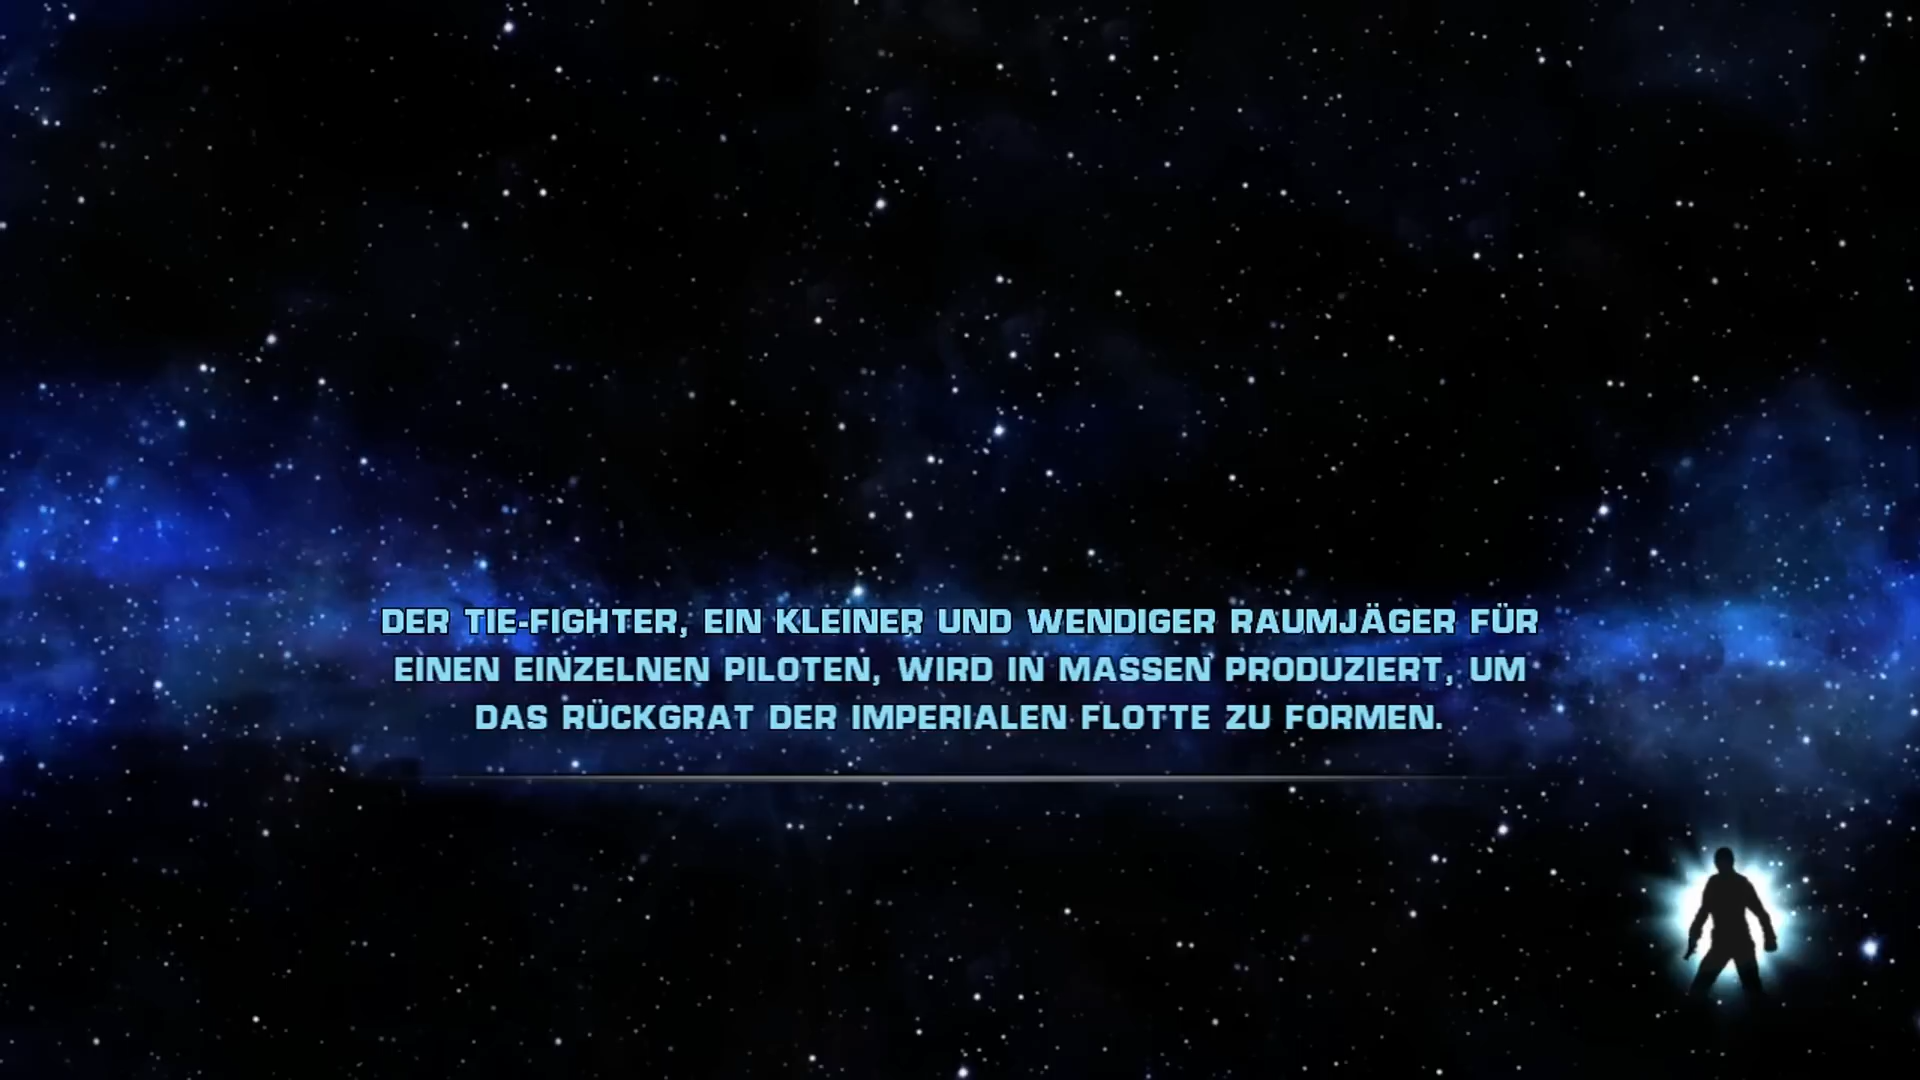 DER TIE-FIGHTER, EIN KLEINER UND WENDIGER RAUMJÄGER FÜR
EINEN EINZELNEN PILOTEN, WIRD IN MASSEN PRODUZIERT, UM
DAS RÜCKGRAT DER IMPERIALEN FLOTTE ZU FORMEN.